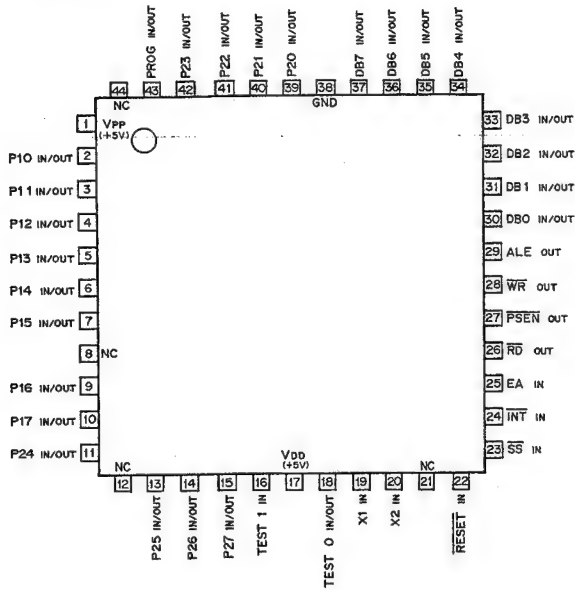 PROG IN/OUT
P23 IN/OUT
P22 IN/OUT
P21 IN/OUT
P20 IN/OUT
DB7 IN/OUT
DB6 IN/OUT
DB5 IN/OUT
DB4 IN/OUT
44 43 42 41 40 39 38 37 36 35 34
NC
GND
1 VPP
(+5V)
33 DB3 IN/OUT
P10 IN/OUT 2
32 DB2 IN/OUT
P11 IN/OUT 3
31 DB1 IN/OUT
P12 IN/OUT 4
30 DB0 IN/OUT
P13 IN/OUT 5
29 ALE OUT
P14 IN/OUT 6
28 W̅R̅ OUT
P15 IN/OUT 7
27 P̅S̅E̅N̅ OUT
8 NC
26 R̅D̅ OUT
P16 IN/OUT 9
25 EA IN
P17 IN/OUT 10
24 I̅N̅T̅ IN
P24 IN/OUT 11
23 S̅S̅ IN
NC
VDD
(+5V)
NC
12 13 14 15 16 17 18 19 20 21 22
P25 IN/OUT
P26 IN/OUT
P27 IN/OUT
TEST 1 IN
TEST 0 IN/OUT
X1 IN
X2 IN
R̅E̅S̅E̅T̅ IN